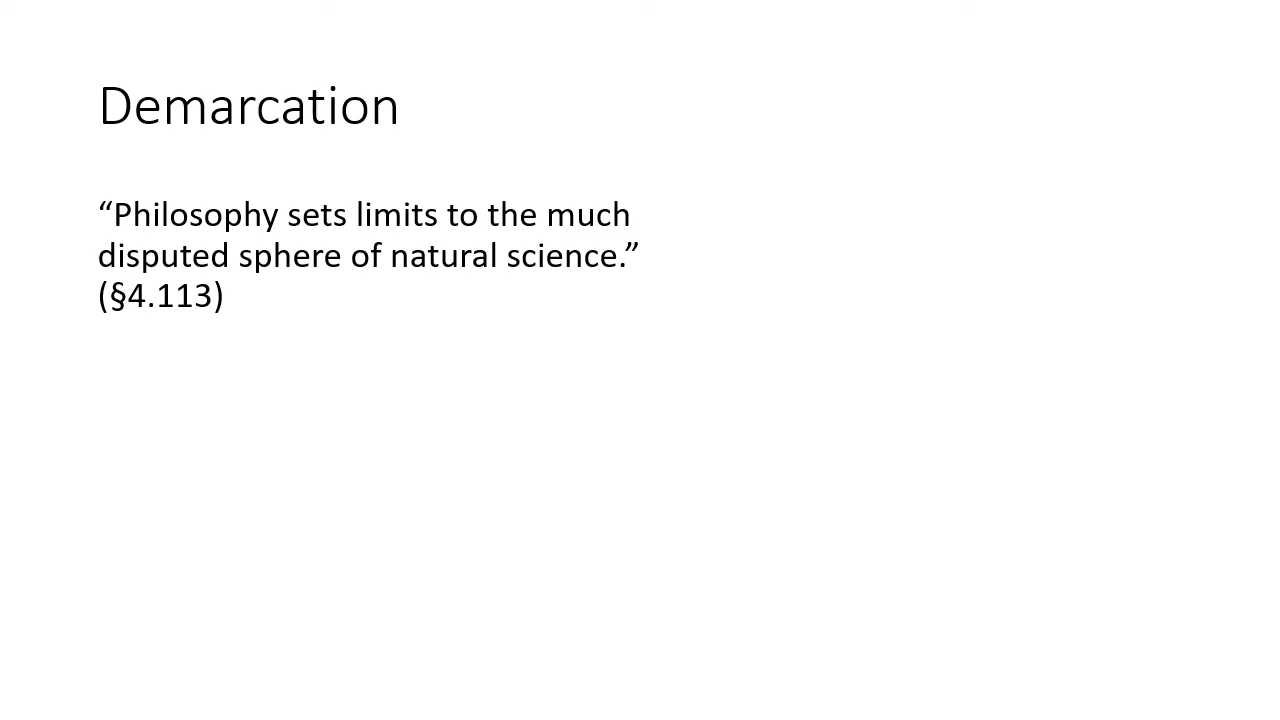 Demarcation
“Philosophy sets limits to the much
disputed sphere of natural science.”
(§4.113)